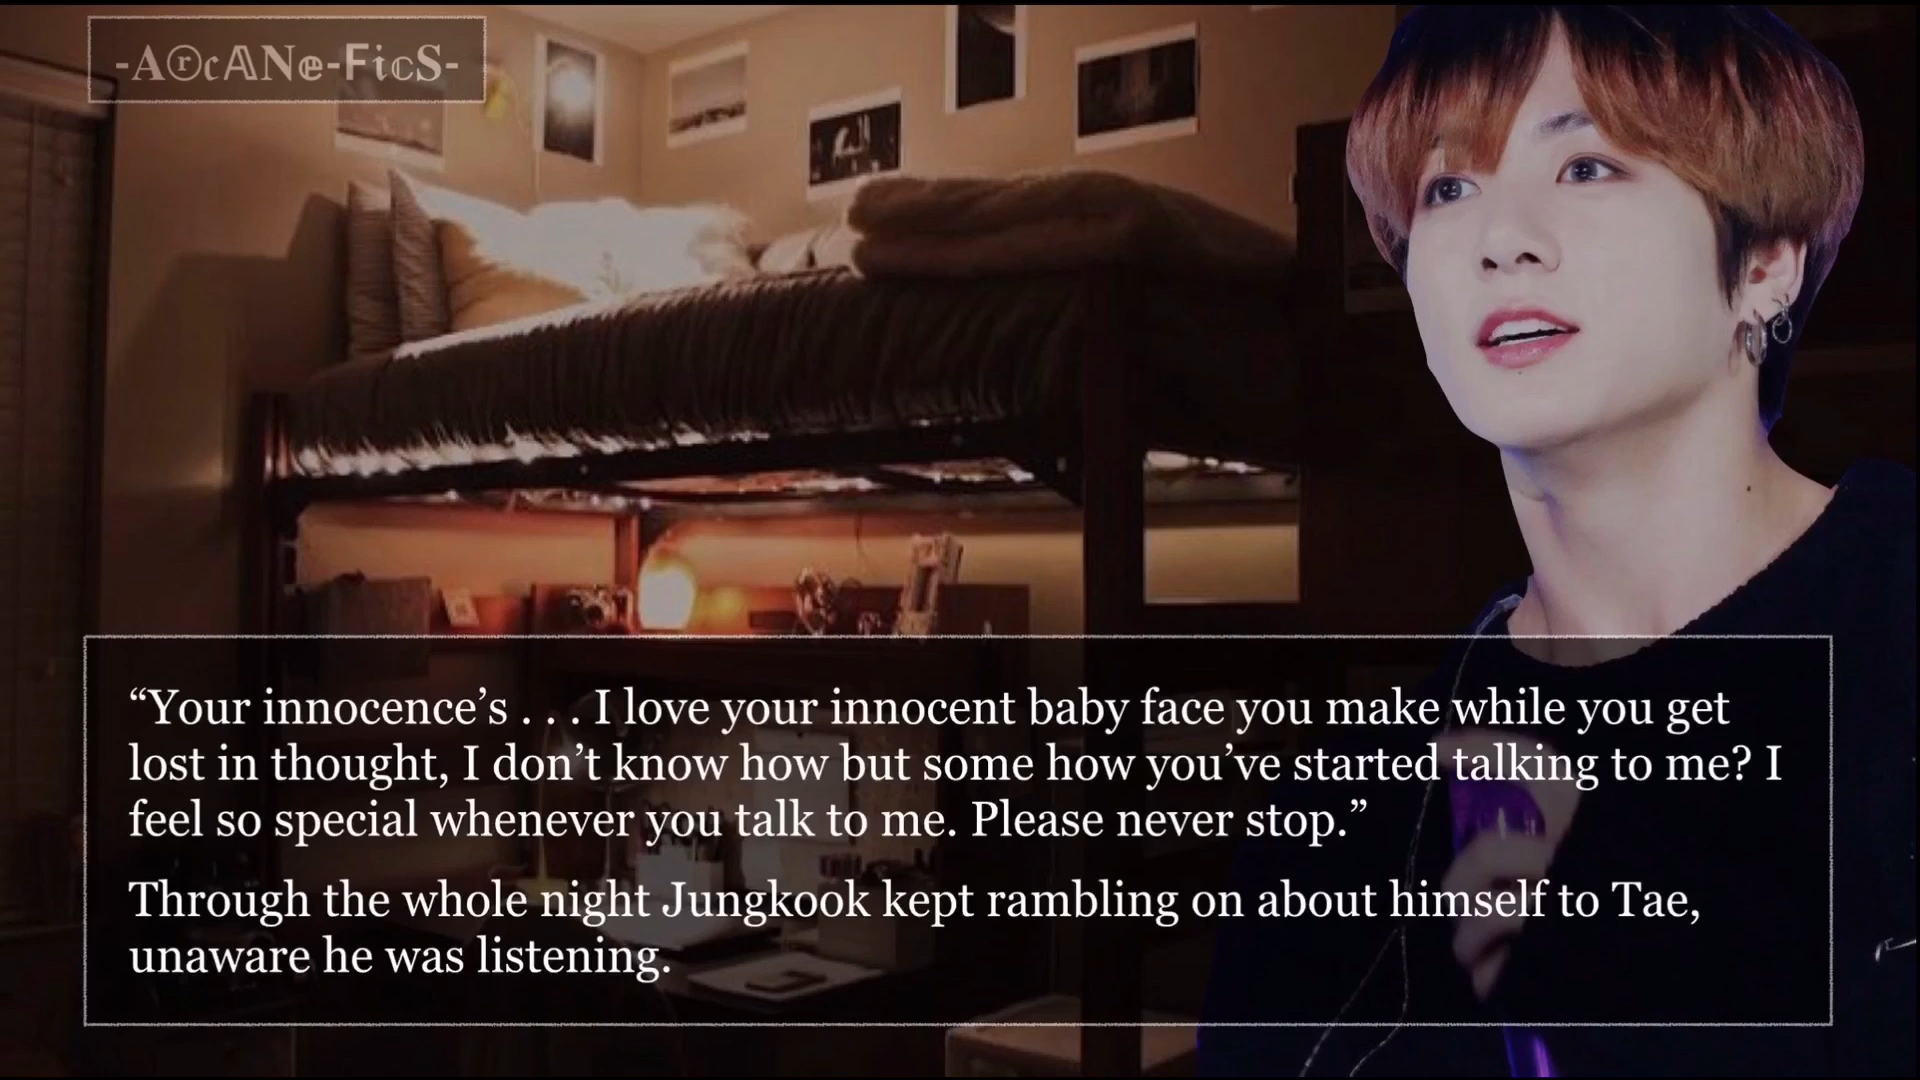 -ArcANe-FicS-
“Your innocence’s . . . I love your innocent baby face you make while you get
lost in thought, I don’t know how but some how you’ve started talking to me? I
feel so special whenever you talk to me. Please never stop.”
Through the whole night Jungkook kept rambling on about himself to Tae,
unaware he was listening.